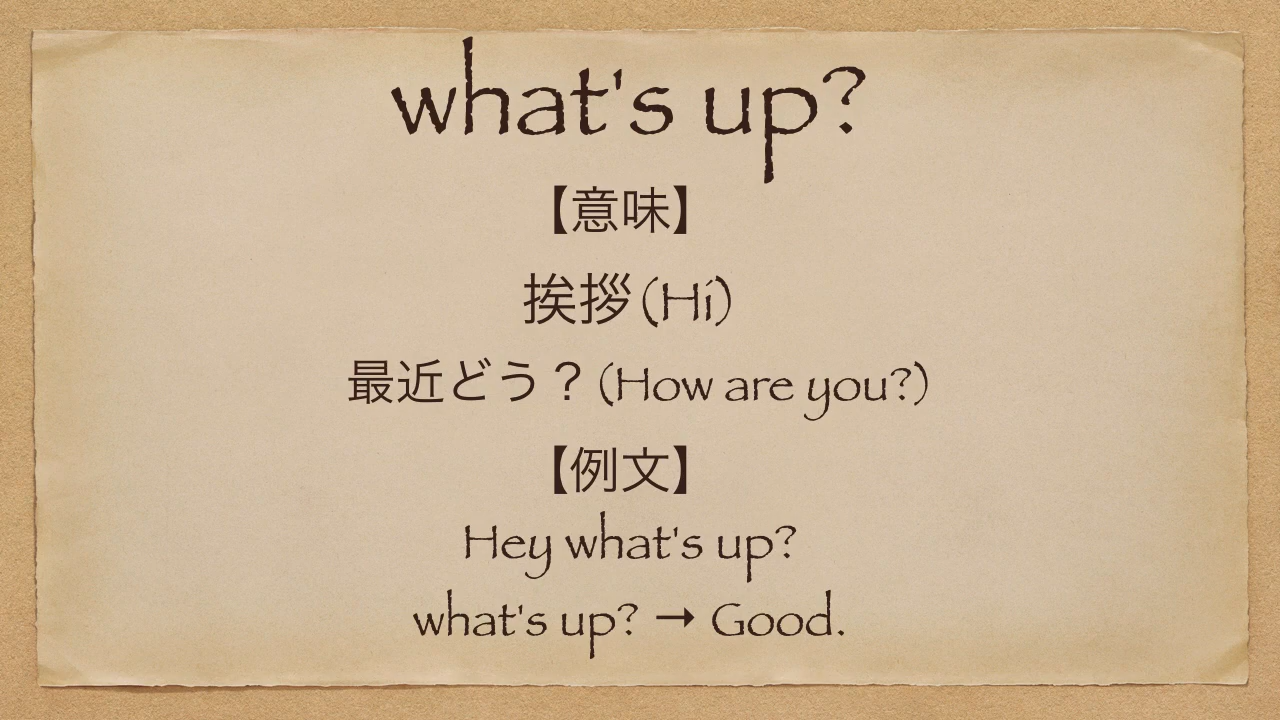 what's up?
【意味】
挨拶(Hi)
最近どう？(How are you?)
【例文】
Hey what's up?
what's up? → Good.